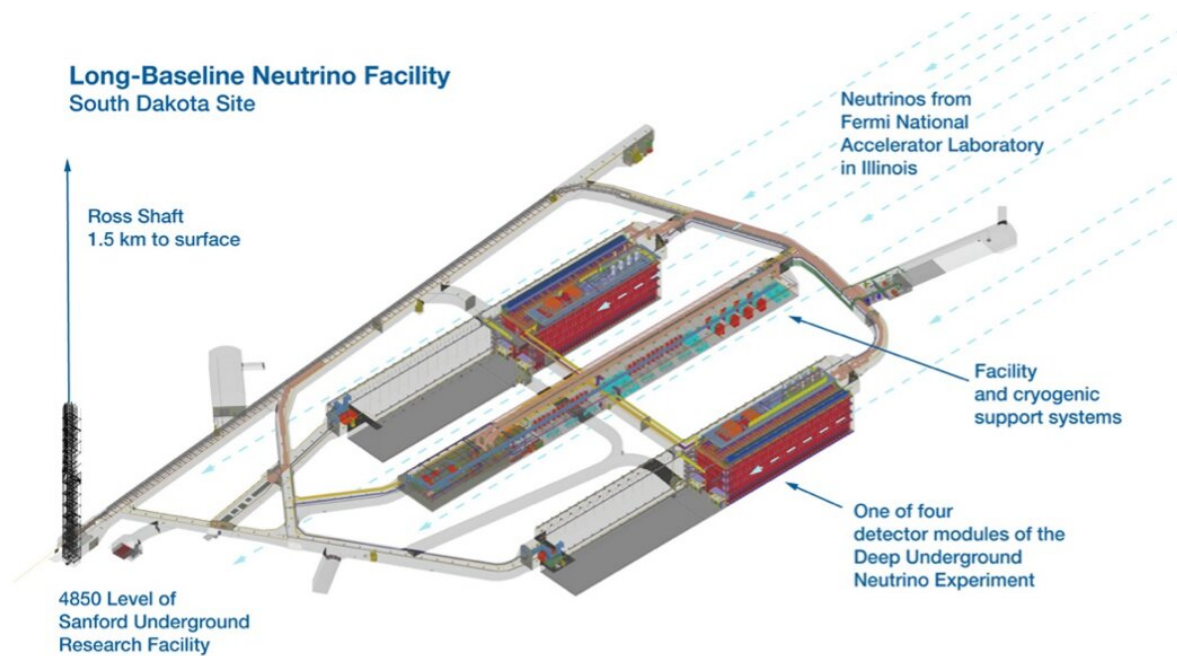 Long-Baseline Neutrino Facility
South Dakota Site
Neutrinos from
Fermi National
Accelerator Laboratory
in Illinois
Ross Shaft
1.5 km to surface
Facility
and cryogenic
support systems
One of four
detector modules of the
Deep Underground
Neutrino Experiment
4850 Level of
Sanford Underground
Research Facility